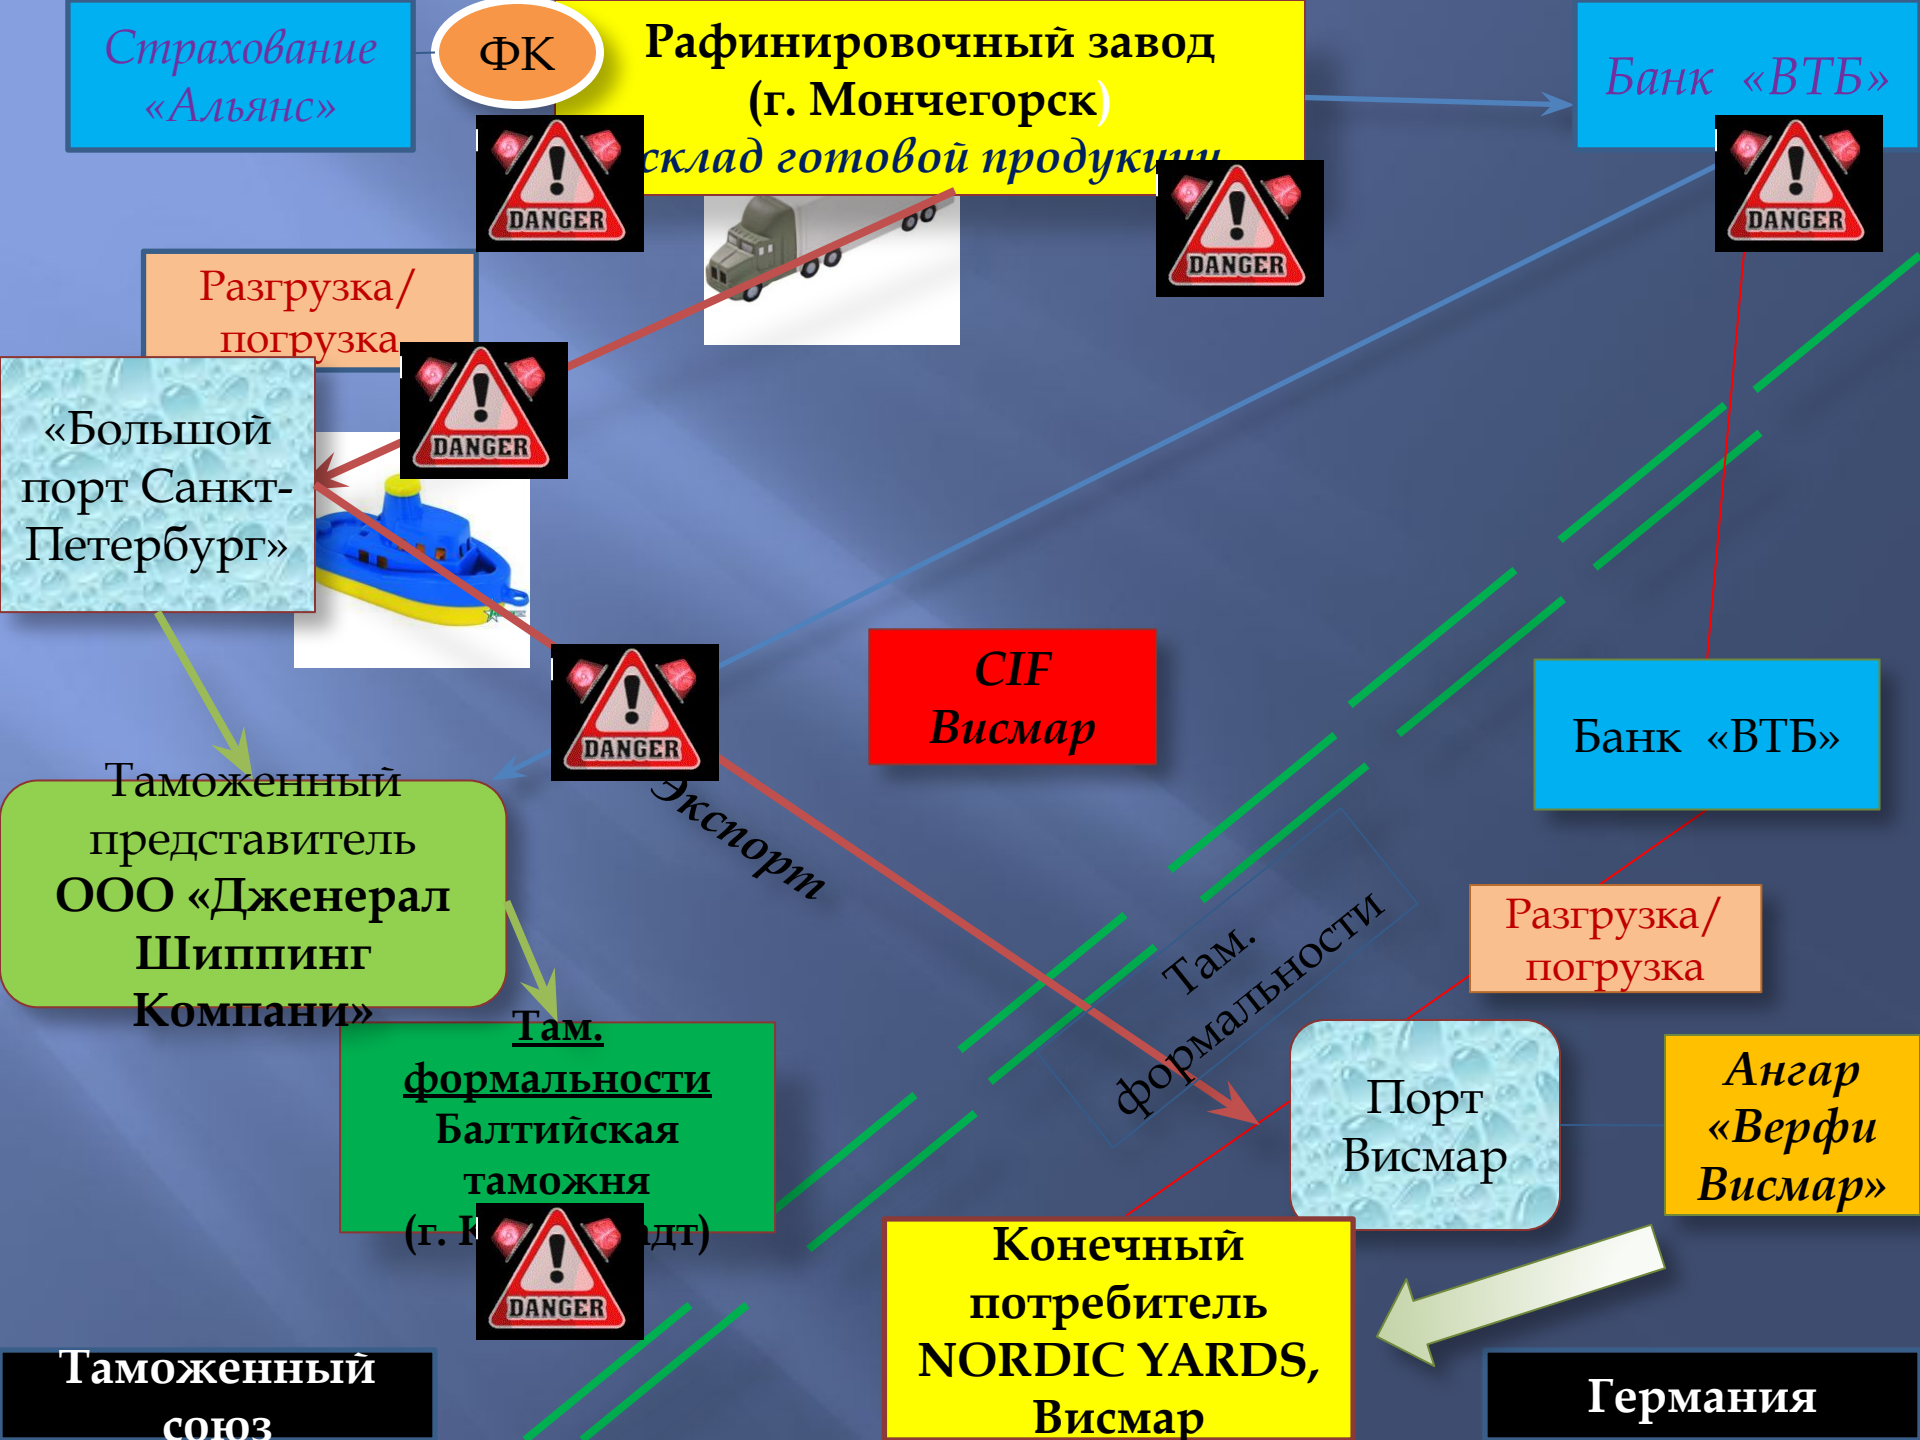 Страхование
«Альянс»
ФК
Рафинировочный завод
(г. Мончегорск)
склад готовой продукции
Банк «ВТБ»
DANGER
DANGER
DANGER
Разгрузка/
погрузка
DANGER
«Большой
порт Санкт-
Петербург»
DANGER
CIF
Висмар
Банк «ВТБ»
Экспорт
Таможенный
представитель
ООО «Дженерал
Шиппинг
Компани»
Там.
формальности
Разгрузка/
погрузка
Там.
формальности
Балтийская
таможня
(г.
DANGER
Порт
Висмар
Ангар
«Верфи
Висмар»
Конечный
потребитель
NORDIC YARDS,
Висмар
Таможенный
союз
Германия